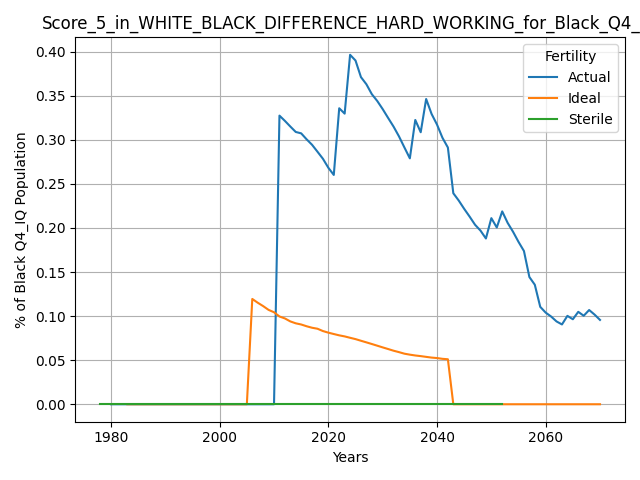 Score_5_in_WHITE_BLACK_DIFFERENCE_HARD_WORKING_for_Black_Q4_
Fertility
Actual
Ideal
Sterile
% of Black Q4_IQ Population
0.40
0.35
0.30
0.25
0.20
0.15
0.10
0.05
0.00
1980 2000 2020 2040 2060
Years